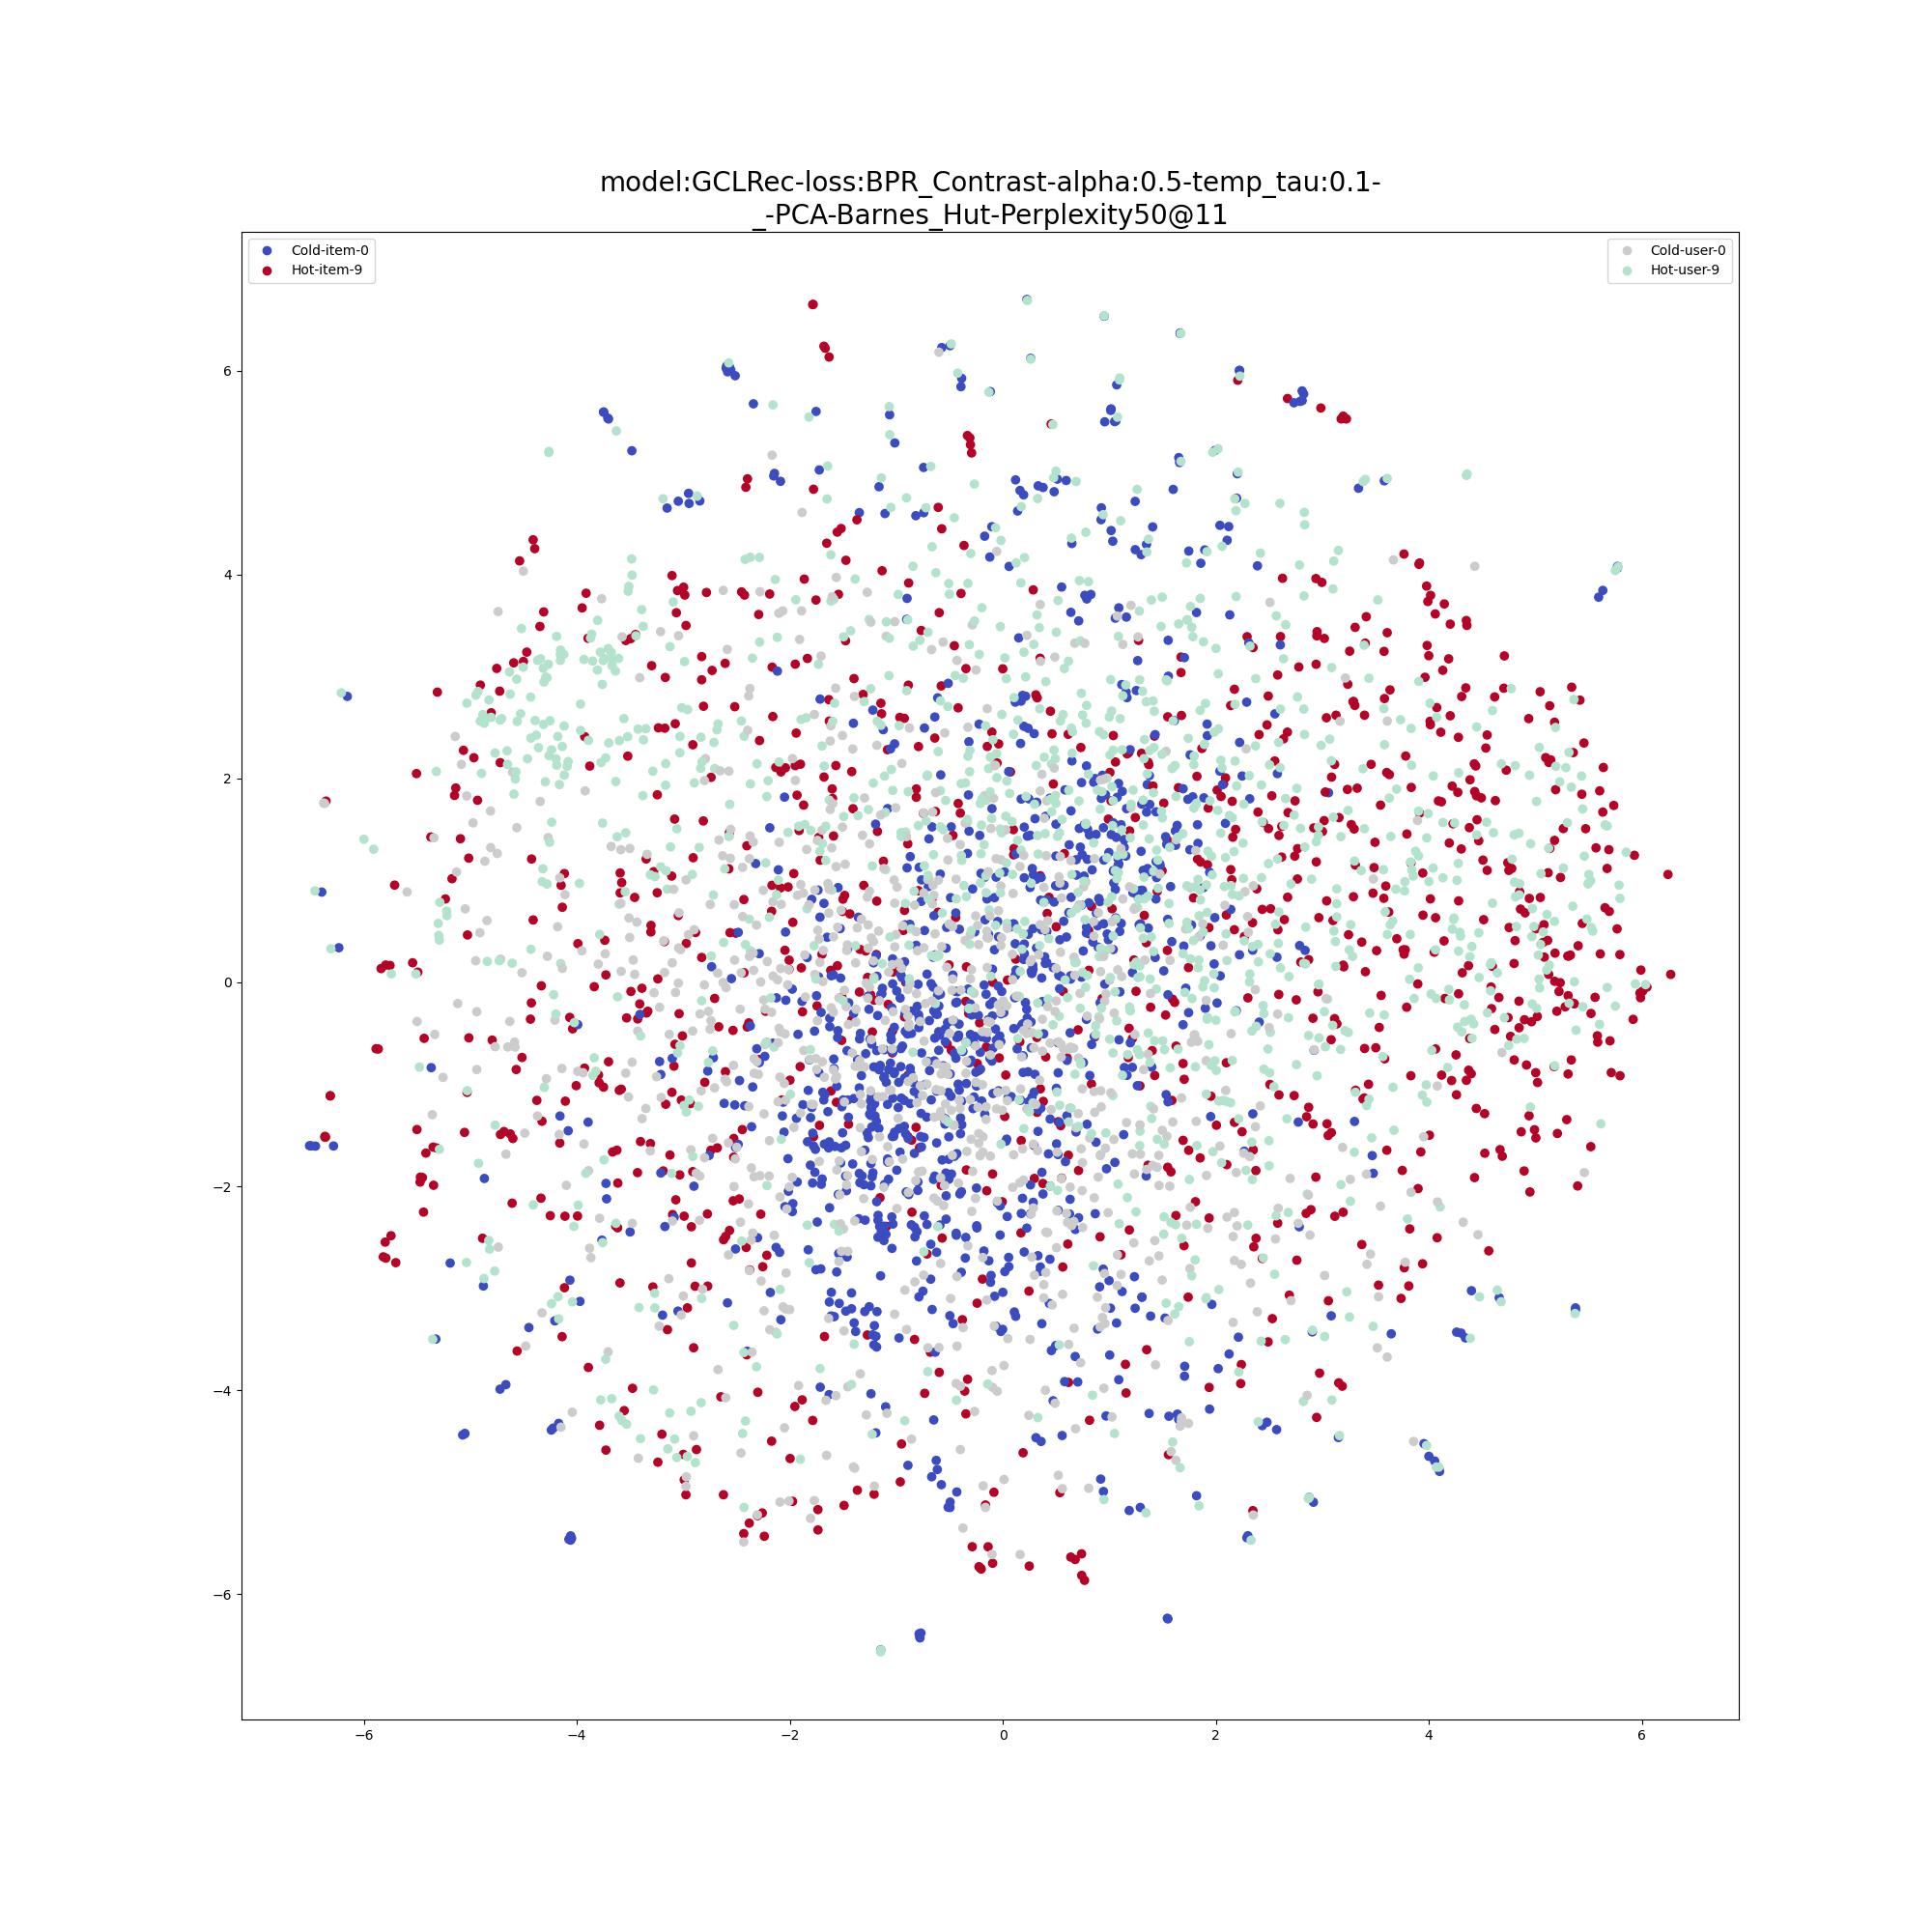 model:GCLRec-loss:BPR_Contrast-alpha:0.5-temp_tau:0.1-
_-PCA-Barnes_Hut-Perplexity50@11
Cold-item-0
Hot-item-9
Cold-user-0
Hot-user-9
6
4
2
0
−2
−4
−6
−6 −4 −2 0 2 4 6